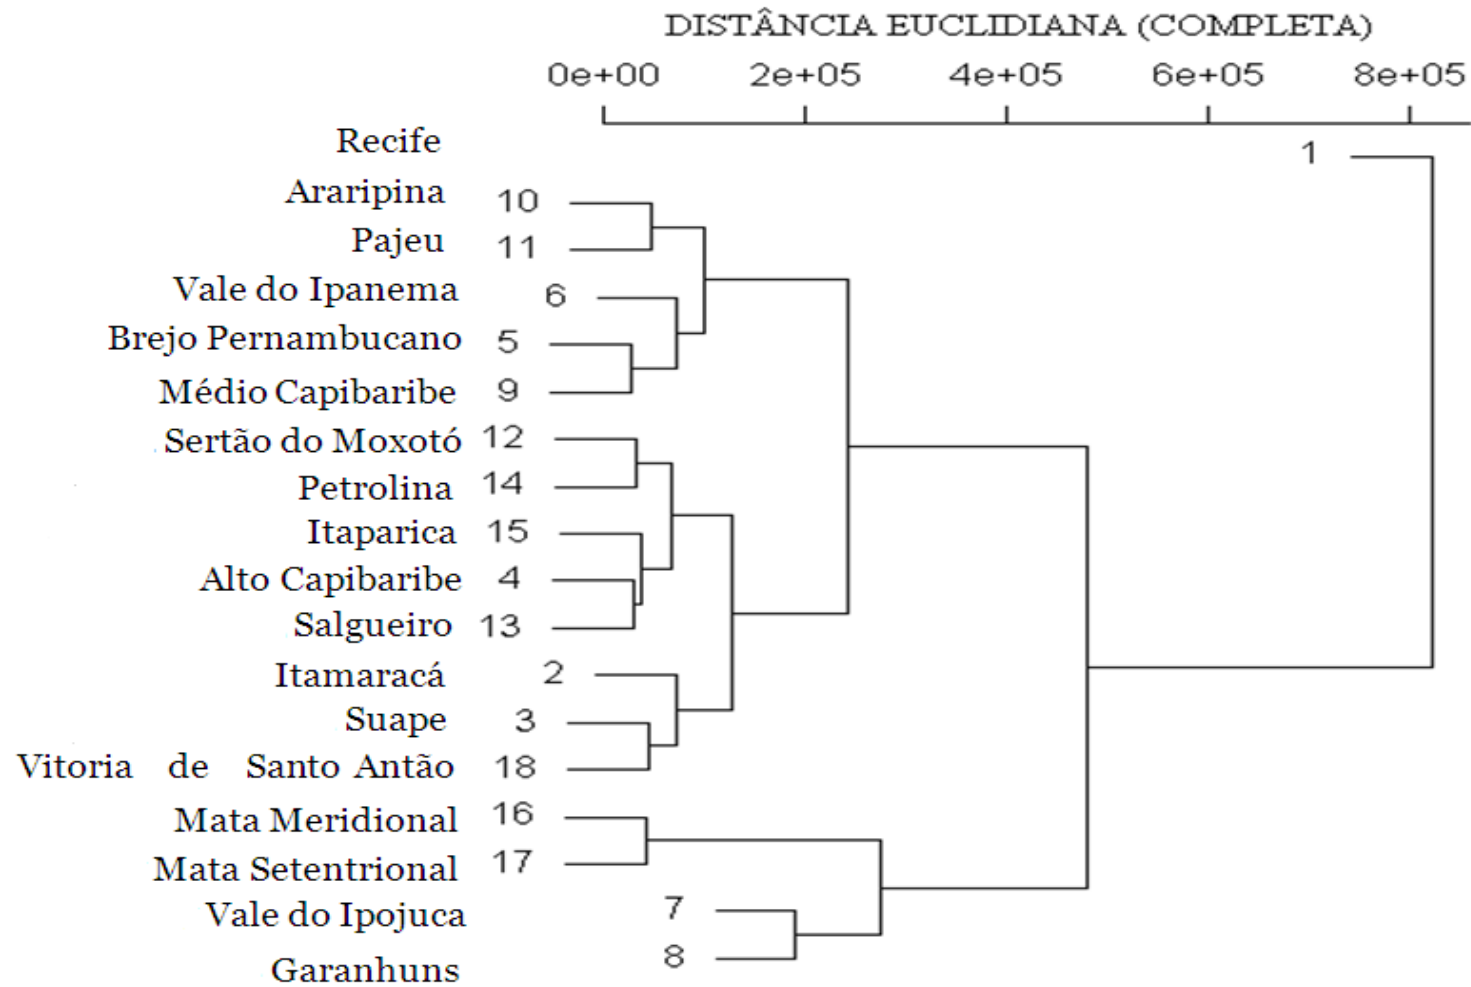 DISTÂNCIA EUCLIDIANA (COMPLETA)
0e+00 2e+05 4e+05 6e+05 8e+05
Recife 1
Araripina 10
Pajeu 11
Vale do Ipanema 6
Brejo Pernambucano 5
Médio Capibaribe 9
Sertão do Moxotó 12
Petrolina 14
Itaparica 15
Alto Capibaribe 4
Salgueiro 13
Itamaracá 2
Suape 3
Vitoria de Santo Antão 18
Mata Meridional 16
Mata Setentrional 17
Vale do Ipojuca 7
Garanhuns 8